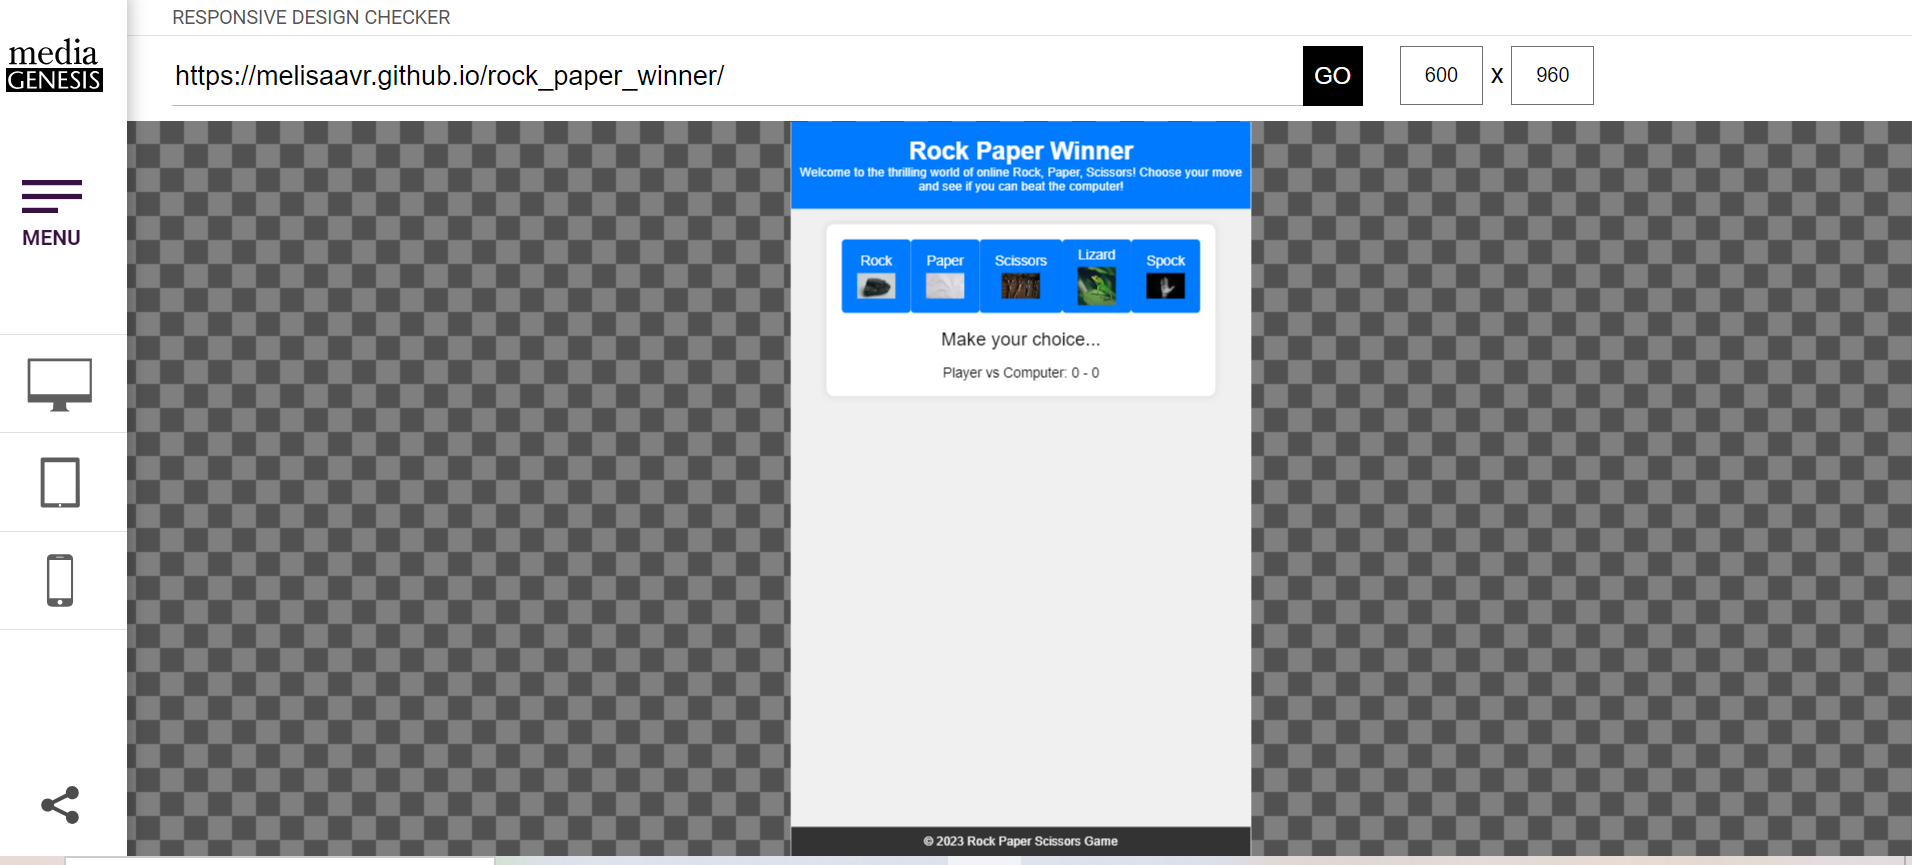 RESPONSIVE DESIGN CHECKER
media
GENESIS
https://melisaavr.github.io/rock_paper_winner/
GO
600 X 960
MENU
Rock Paper Winner
Welcome to the thrilling world of online Rock, Paper, Scissors! Choose your move
and see if you can beat the computer!
Rock Paper Scissors Lizard Spock
Make your choice...
Player vs Computer: 0 - 0
© 2023 Rock Paper Scissors Game